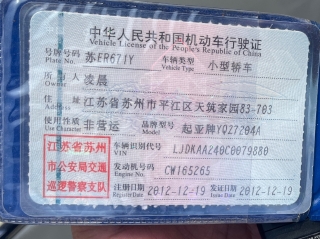 中华人民共和国机动车行驶证
Vehicle License of the People's Republic of China
号牌号码 苏ER671Y 车辆类型 小型轿车
Plate No. Vehicle Type
所有人 凌晨
Owner
住址 江苏省苏州市平江区天筑家园83-703
Address
使用性质 非营运 品牌型号 起亚牌YQZ7204A
Use Character Model
江苏省苏州
市公安局交通
巡逻警察支队
车辆识别代号 LJDKAA240C0079880
VIN
发动机号码 CW165265
Engine No.
注册日期 2012-12-19 发证日期 2012-12-19
Register Date Issue Date